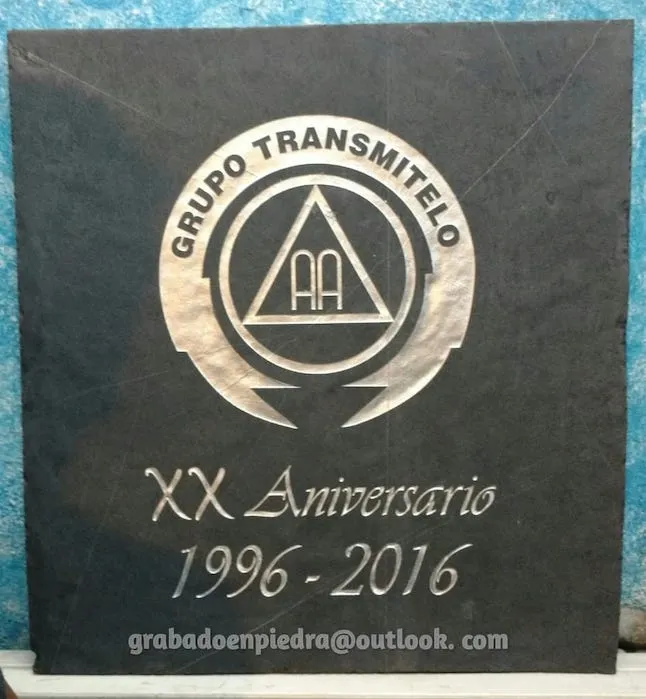 GRUPO TRANSMITELO
AA
XX Aniversario
1996 - 2016
grabadoenpiedra@outlook. com